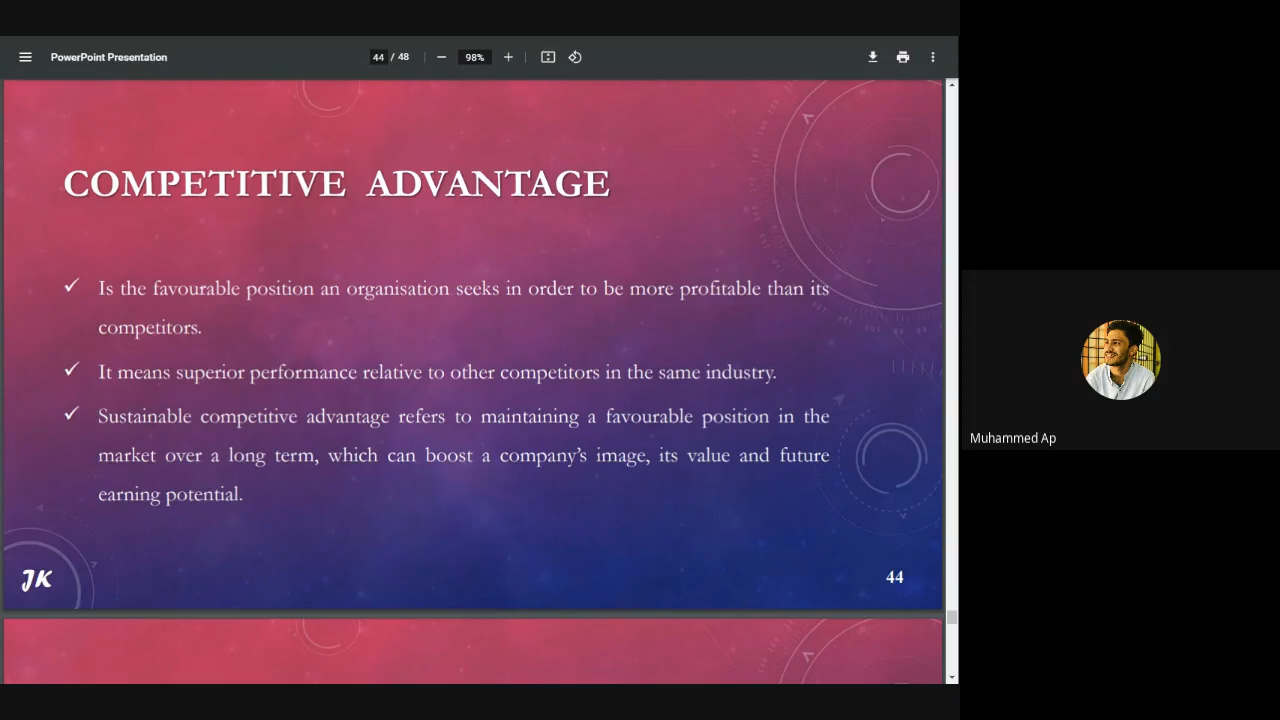 PowerPoint Presentation
44 / 48
98%
COMPETITIVE ADVANTAGE
✓ Is the favourable position an organisation seeks in order to be more profitable than its
competitors.
✓ It means superior performance relative to other competitors in the same industry.
✓ Sustainable competitive advantage refers to maintaining a favourable position in the
market over a long term, which can boost a company’s image, its value and future
earning potential.
JK
44
Muhammed Ap